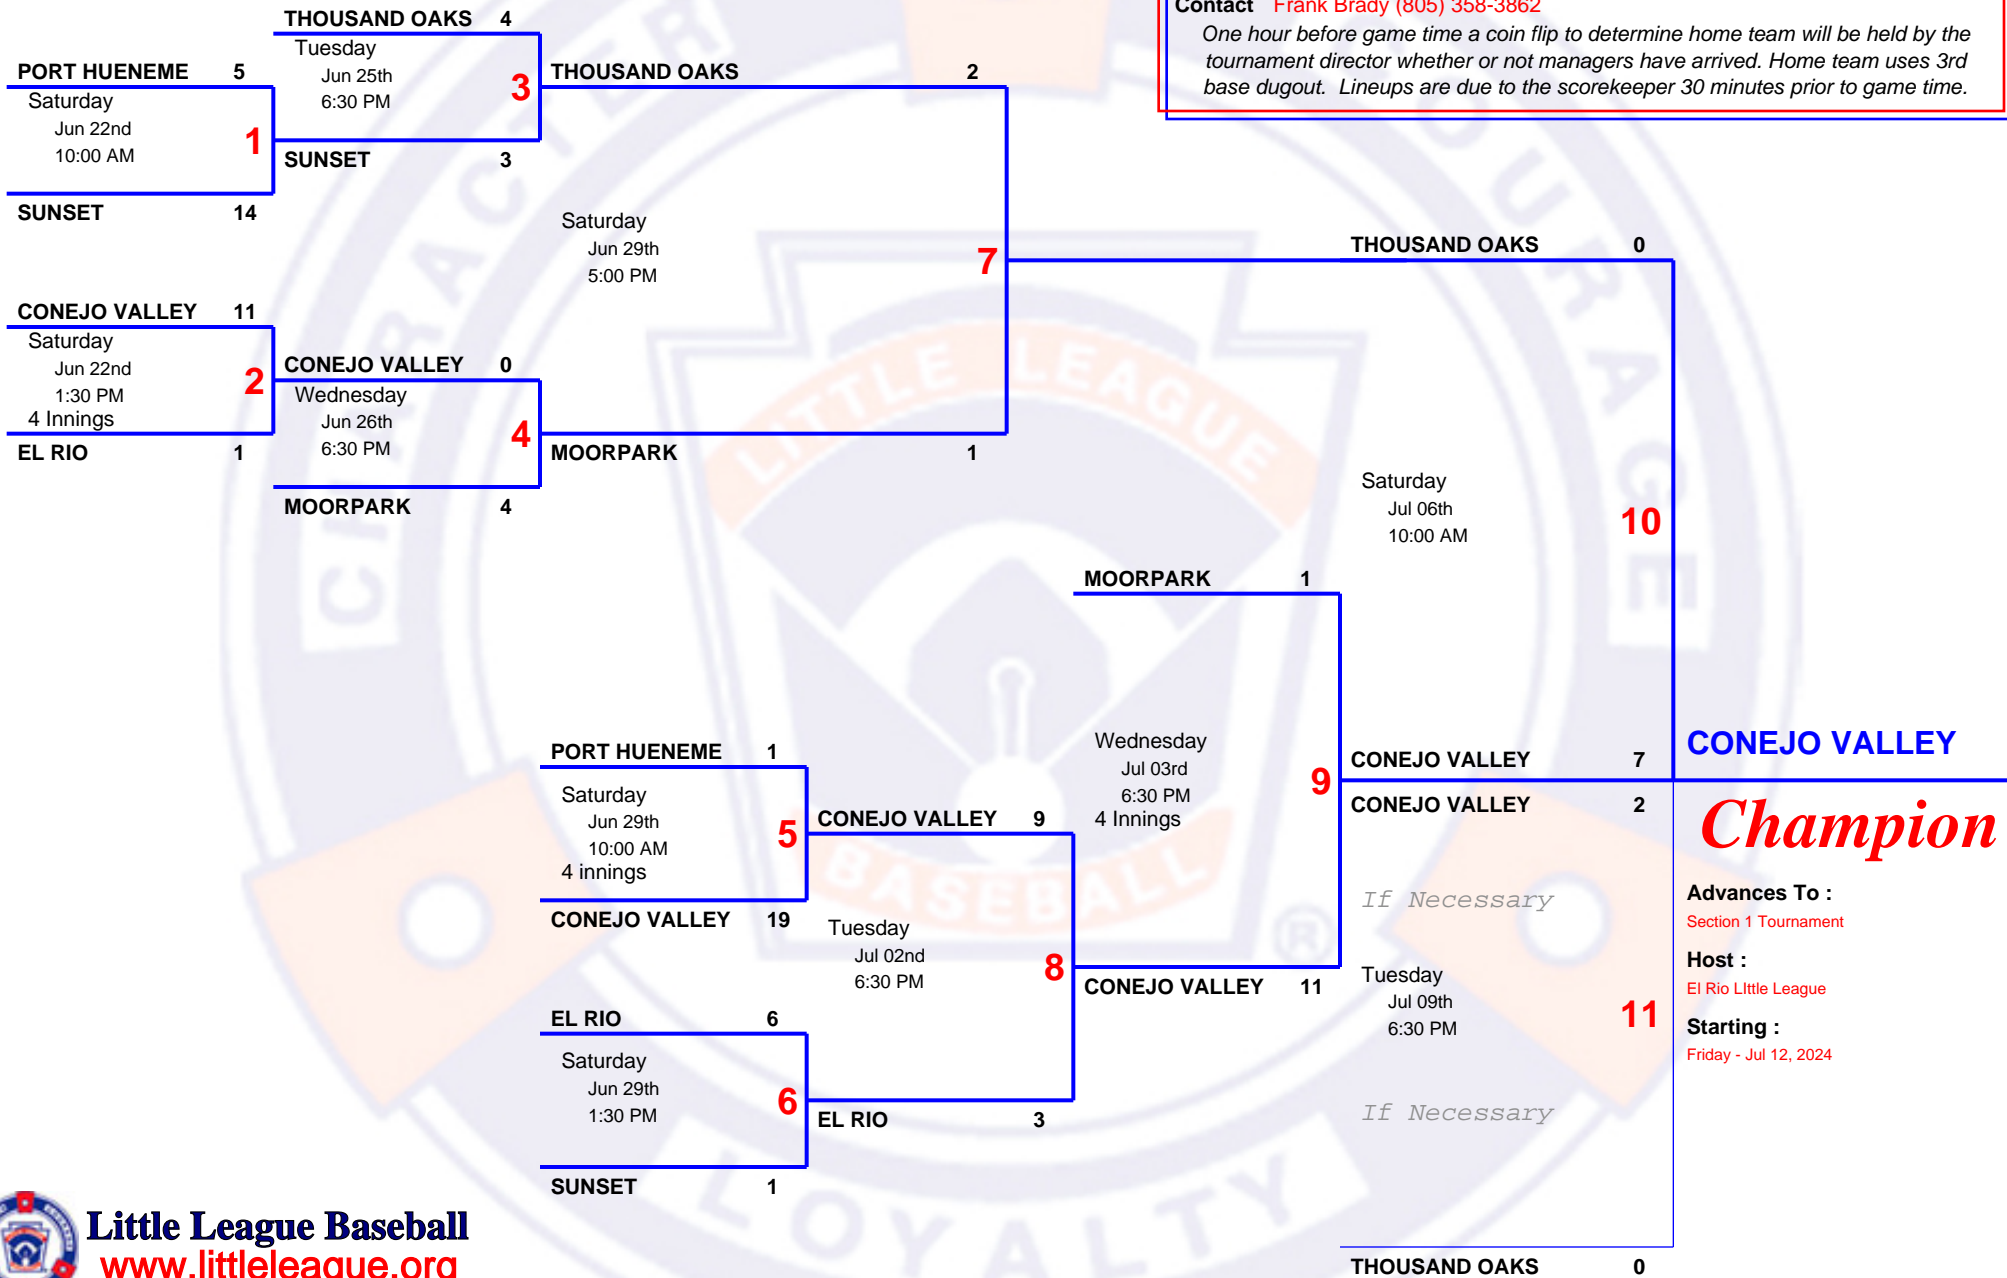 Contact Frank Brady (805) 358-3862
One hour before game time a coin flip to determine home team will be held by the
tournament director whether or not managers have arrived. Home team uses 3rd
base dugout. Lineups are due to the scorekeeper 30 minutes prior to game time.
THOUSAND OAKS 4
Tuesday
Jun 25th
6:30 PM
3
SUNSET 3
PORT HUENEME 5
Saturday
Jun 22nd
10:00 AM
1
SUNSET 14
THOUSAND OAKS 2
Saturday
Jun 29th
5:00 PM
7
MOORPARK 1
CONEJO VALLEY 11
Saturday
Jun 22nd
1:30 PM
4 Innings
2
EL RIO 1
CONEJO VALLEY 0
Wednesday
Jun 26th
6:30 PM
4
MOORPARK 4
THOUSAND OAKS 0
Saturday
Jul 06th
10:00 AM
10
CONEJO VALLEY 7
MOORPARK 1
Wednesday
Jul 03rd
6:30 PM
4 Innings
9
CONEJO VALLEY 11
PORT HUENEME 1
Saturday
Jun 29th
10:00 AM
4 innings
5
CONEJO VALLEY 19
CONEJO VALLEY 9
Tuesday
Jul 02nd
6:30 PM
8
EL RIO 3
EL RIO 6
Saturday
Jun 29th
1:30 PM
6
SUNSET 1
CONEJO VALLEY 2
If Necessary
Tuesday
Jul 09th
6:30 PM
11
If Necessary
THOUSAND OAKS 0
CONEJO VALLEY
Champion
Advances To :
Section 1 Tournament
Host :
El Rio LIttle League
Starting :
Friday - Jul 12, 2024
CHARACTER
COURAGE
LOYALTY
LITTLE LEAGUE
BASEBALL
®
Little League Baseball
www.littleleague.org